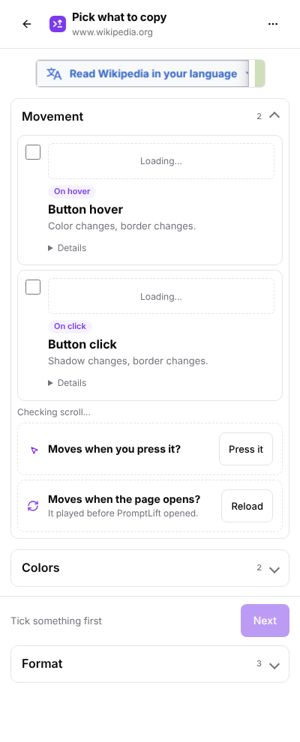 Pick what to copy
www.wikipedia.org
Read Wikipedia in your language
Movement 2
Loading...
On hover
Button hover
Color changes, border changes.
Details
Loading...
On click
Button click
Shadow changes, border changes.
Details
Checking scroll...
Moves when you press it? Press it
Moves when the page opens? Reload
It played before PromptLift opened.
Colors 2
Tick something first Next
Format 3